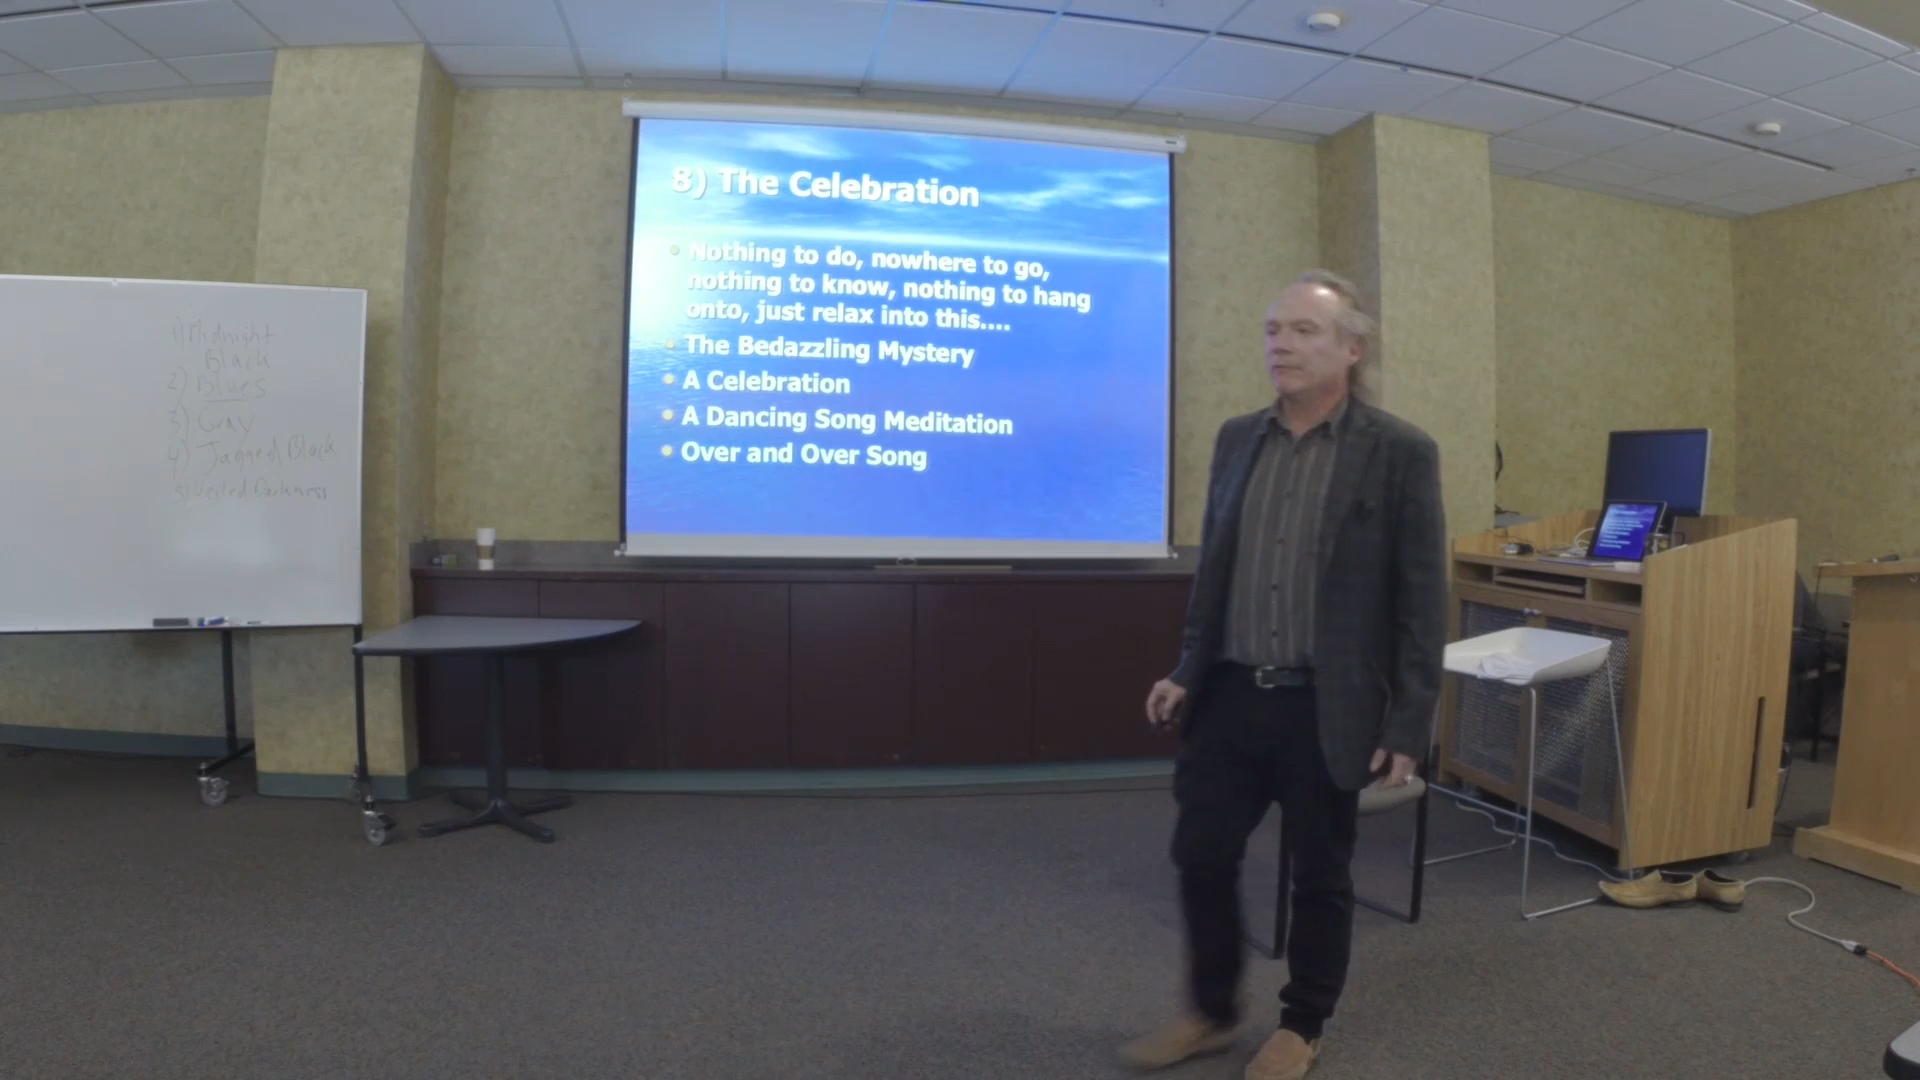 1) Midnight
Black
2) Blues
3) Gray
4) Jagged Black
5) Veiled Darkness
8) The Celebration
• Nothing to do, nowhere to go,
nothing to know, nothing to hang
onto, just relax into this....
• The Bedazzling Mystery
• A Celebration
• A Dancing Song Meditation
• Over and Over Song